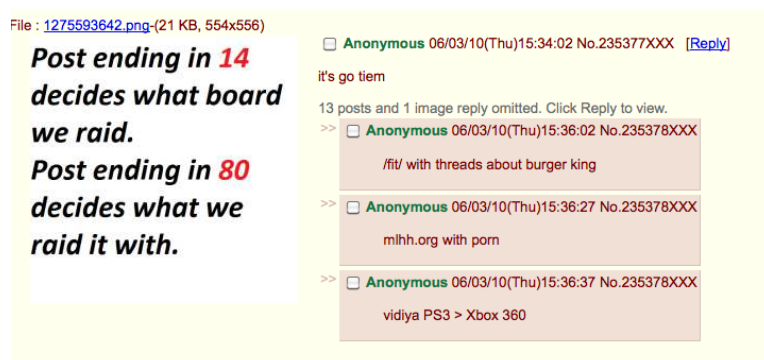 File : 1275593642.png-(21 KB, 554x556)
Post ending in 14
decides what board
we raid.
Post ending in 80
decides what we
raid it with.
Anonymous 06/03/10(Thu)15:34:02 No.235377XXX [Reply]
it's go tiem
13 posts and 1 image reply omitted. Click Reply to view.
>> Anonymous 06/03/10(Thu)15:36:02 No.235378XXX
/fit/ with threads about burger king
>> Anonymous 06/03/10(Thu)15:36:27 No.235378XXX
mlhh.org with porn
>> Anonymous 06/03/10(Thu)15:36:37 No.235378XXX
vidiya PS3 > Xbox 360